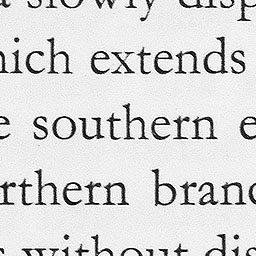 a slowly disp
hich extends
e southern e
rthern branc
s without dis